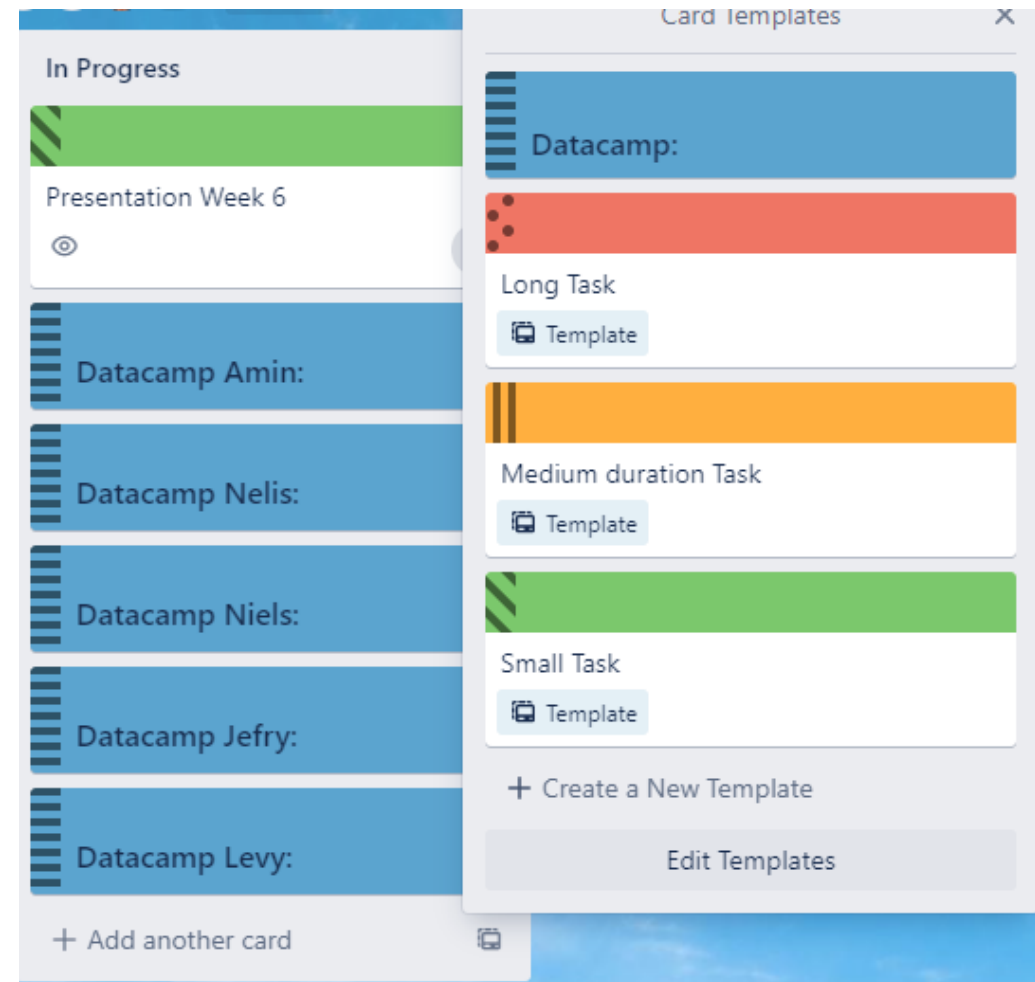 In Progress
Presentation Week 6
Datacamp Amin:
Datacamp Nelis:
Datacamp Niels:
Datacamp Jefry:
Datacamp Levy:
+ Add another card
Card Templates
Datacamp:
Long Task
Template
Medium duration Task
Template
Small Task
Template
+ Create a New Template
Edit Templates